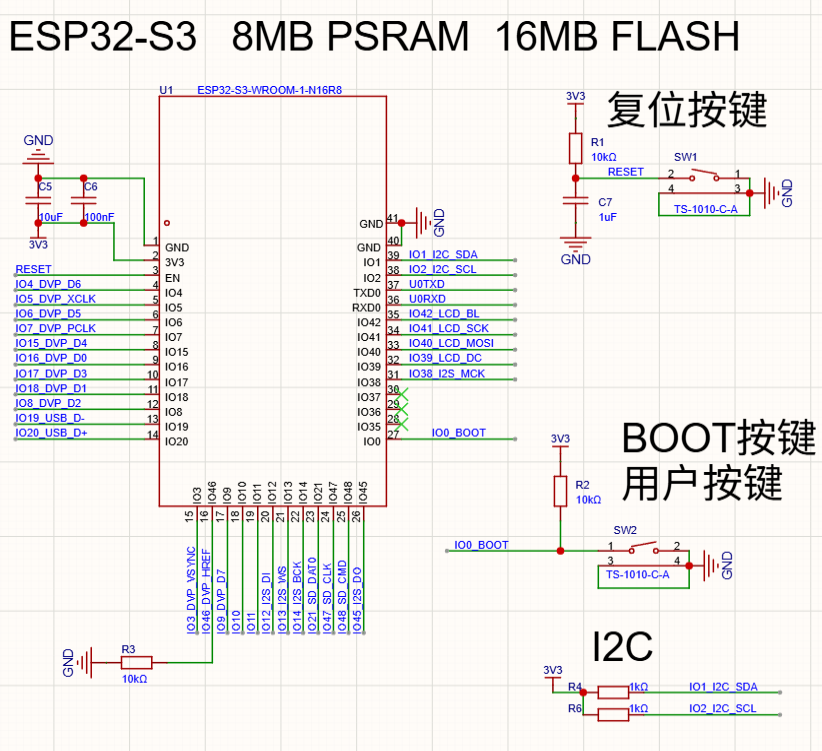 ESP32-S3 8MB PSRAM 16MB FLASH
U1 ESP32-S3-WROOM-1-N16R8
GND
C5 C6
10uF 100nF
3V3
1 GND
2 3V3
RESET 3 EN
IO4_DVP_D6 4 IO4
IO5_DVP_XCLK 5 IO5
IO6_DVP_D5 6 IO6
IO7_DVP_PCLK 7 IO7
IO15_DVP_D4 8 IO15
IO16_DVP_D0 9 IO16
IO17_DVP_D3 10 IO17
IO18_DVP_D1 11 IO18
IO8_DVP_D2 12 IO8
IO19_USB_D- 13 IO19
IO20_USB_D+ 14 IO20
GND 41 GND
GND 40
IO1 39 IO1_I2C_SDA
IO2 38 IO2_I2C_SCL
TXD0 37 U0TXD
RXD0 36 U0RXD
IO42 35 IO42_LCD_BL
IO41 34 IO41_LCD_SCK
IO40 33 IO40_LCD_MOSI
IO39 32 IO39_LCD_DC
IO38 31 IO38_I2S_MCK
IO37 30
IO36 29
IO35 28
IO0 27 IO0_BOOT
IO3 15 IO3_DVP_VSYNC
IO46 16 IO46_DVP_HREF
IO9 17 IO9_DVP_D7
IO10 18 IO10
IO11 19 IO11
IO12 20 IO12_I2S_DI
IO13 21 IO13_I2S_WS
IO14 22 IO14_I2S_BCK
IO21 23 IO21_SD_DAT0
IO47 24 IO47_SD_CLK
IO48 25 IO48_SD_CMD
IO45 26 IO45_I2S_DO
GND R3
10kΩ
复位按键
3V3
R1
10kΩ
RESET
C7
1uF
GND
SW1
2 1
4 3
TS-1010-C-A
GND
BOOT按键
用户按键
3V3
R2
10kΩ
IO0_BOOT
SW2
1 2
3 4
TS-1010-C-A
GND
I2C
3V3
R4 1kΩ IO1_I2C_SDA
R6 1kΩ IO2_I2C_SCL